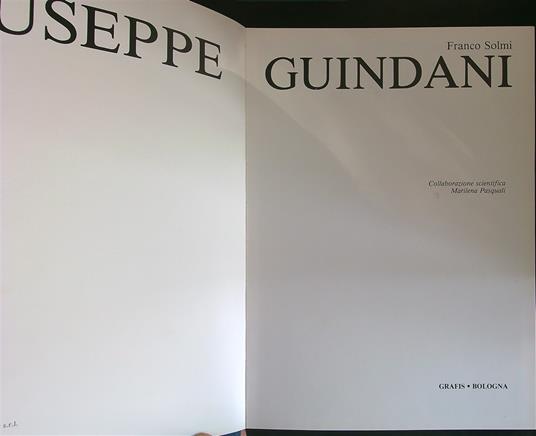 USEPPE
s.r.l.
Franco Solmi
GUINDANI
Collaborazione scientifica
Marilena Pasquali
GRAFIS • BOLOGNA